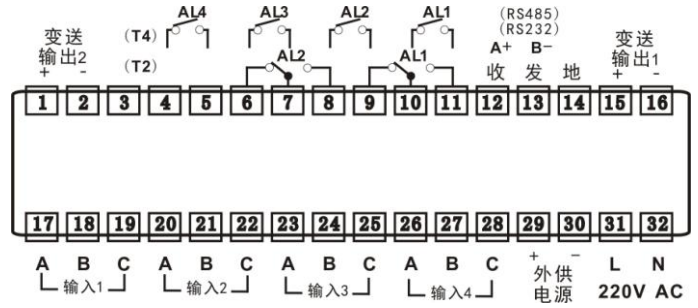 AL4 AL3 AL2 AL1 (RS485)
变送 (T4) (RS232) 变送
输出2 A+ B− 输出1
+ - (T2) AL2 AL1 收 发 地 + -
1 2 3 4 5 6 7 8 9 10 11 12 13 14 15 16
17 18 19 20 21 22 23 24 25 26 27 28 29 30 31 32
A B C A B C A B C A B C + − L N
输入1 输入2 输入3 输入4 外供
电源 220V AC